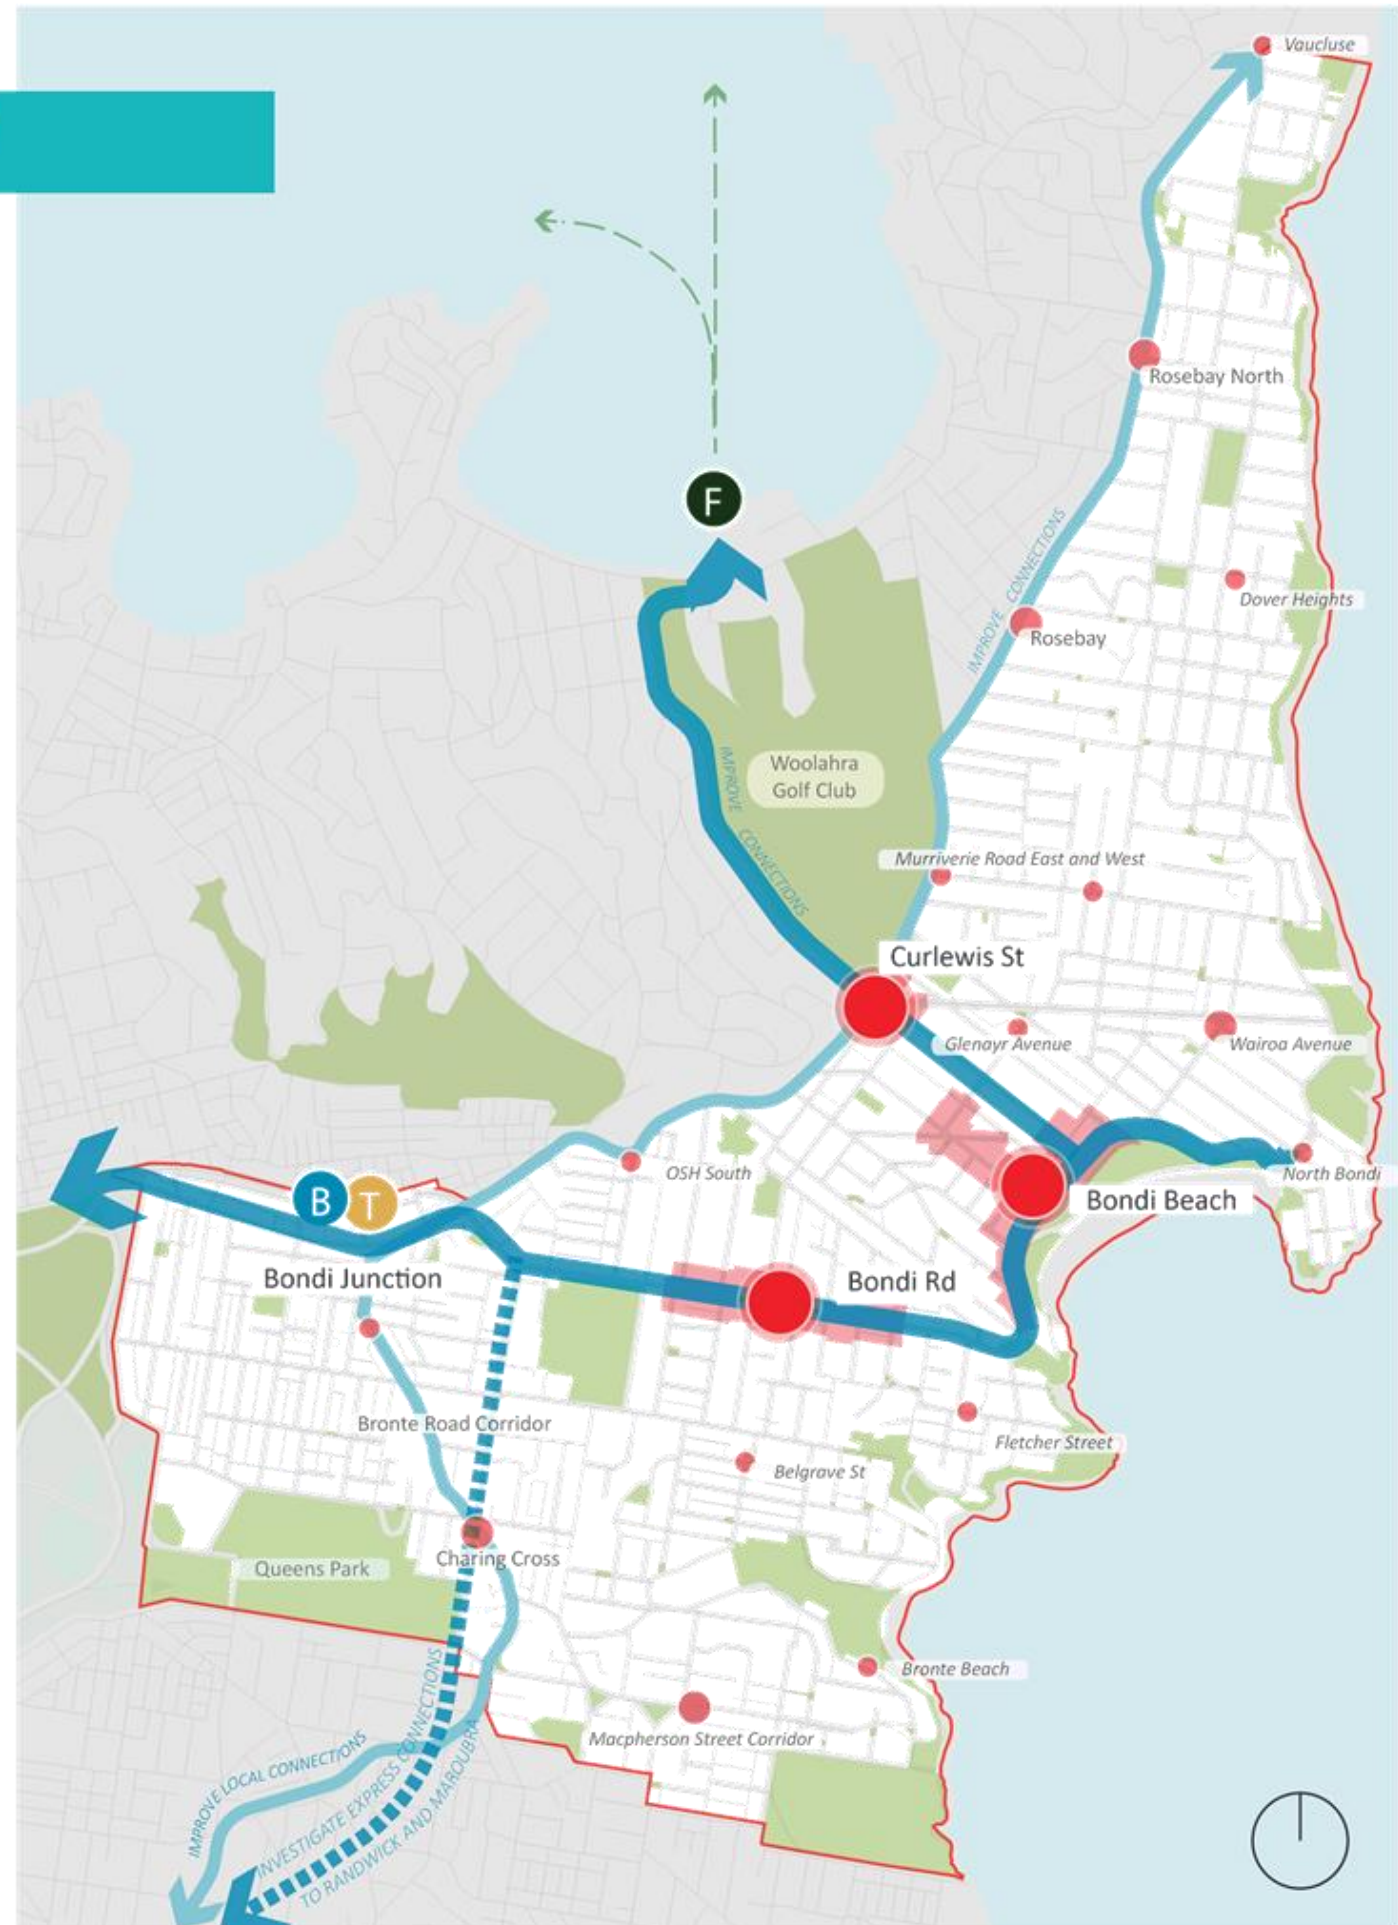 Vaucluse
F
Rosebay North
IMPROVE CONNECTIONS
Dover Heights
Rosebay
IMPROVE CONNECTIONS
Woolahra
Golf Club
Murriverie Road East and West
Curlewis St
Glenayr Avenue
Wairoa Avenue
OSH South
North Bondi
B
T
Bondi Beach
Bondi Junction
Bondi Rd
Bronte Road Corridor
Fletcher Street
Belgrave St
Charing Cross
Queens Park
Bronte Beach
Macpherson Street Corridor
IMPROVE LOCAL CONNECTIONS
INVESTIGATE EXPRESS CONNECTIONS
TO RANDWICK AND MAROUBRA